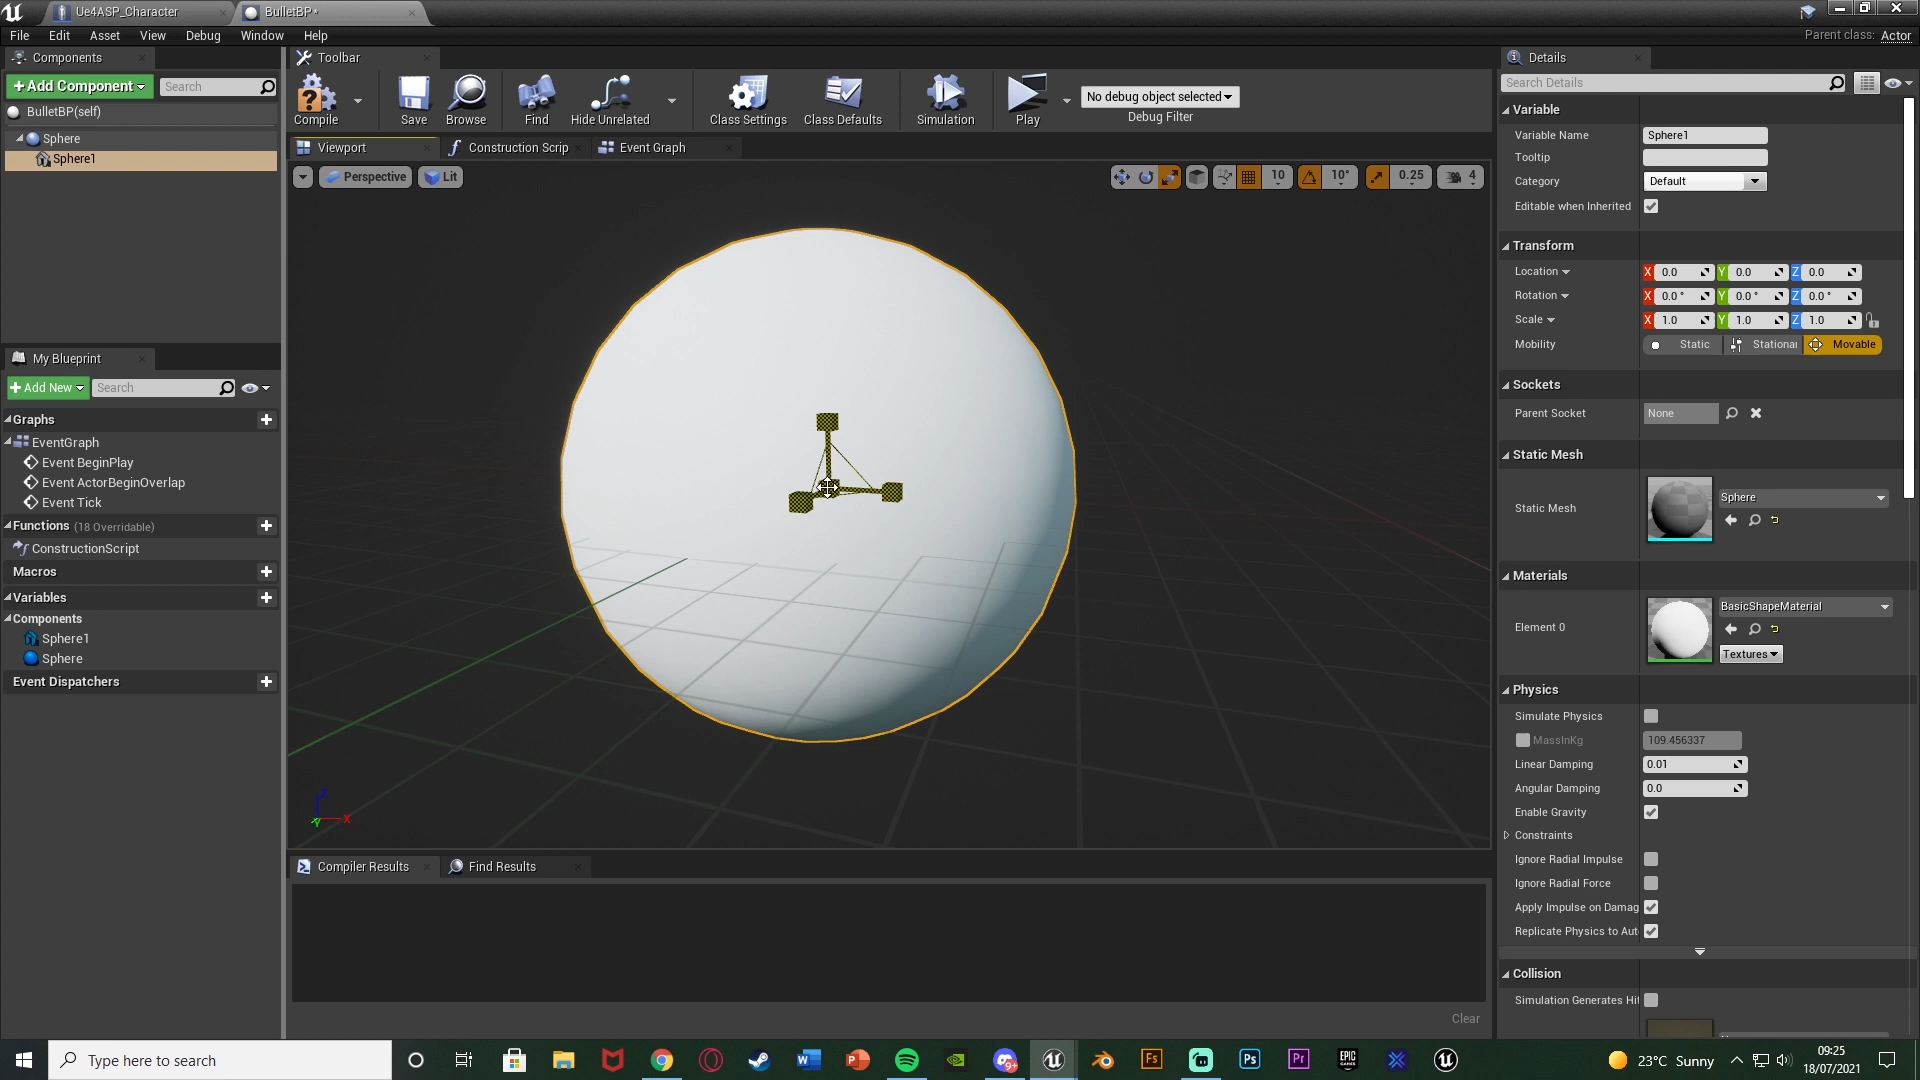 Ue4ASP_Character
BulletBP*
File Edit Asset View Debug Window Help
Parent class: Actor
Components
Toolbar
Details
+Add Component
Search
BulletBP(self)
Sphere
Sphere1
Compile
Save
Browse
Find
Hide Unrelated
Class Settings
Class Defaults
Simulation
Play
No debug object selected
Debug Filter
Viewport
Construction Scrip
Event Graph
Perspective
Lit
10
10°
0.25
4
X
Y
Z
My Blueprint
+Add New
Search
Graphs
EventGraph
Event BeginPlay
Event ActorBeginOverlap
Event Tick
Functions (18 Overridable)
ConstructionScript
Macros
Variables
Components
Sphere1
Sphere
Event Dispatchers
Compiler Results
Find Results
Clear
Search Details
Variable
Variable Name Sphere1
Tooltip
Category Default
Editable when Inherited
Transform
Location X 0.0 Y 0.0 Z 0.0
Rotation X 0.0 ° Y 0.0 ° Z 0.0 °
Scale X 1.0 Y 1.0 Z 1.0
Mobility Static Stationar Movable
Sockets
Parent Socket None
Static Mesh
Static Mesh Sphere
Materials
Element 0 BasicShapeMaterial
Textures
Physics
Simulate Physics
MassInKg 109.456337
Linear Damping 0.01
Angular Damping 0.0
Enable Gravity
Constraints
Ignore Radial Impulse
Ignore Radial Force
Apply Impulse on Damag
Replicate Physics to Aut
Collision
Simulation Generates Hit
Type here to search
W
P
9+
Fs
Ps
Pr
EPIC GAMES
23°C Sunny
09:25
18/07/2021